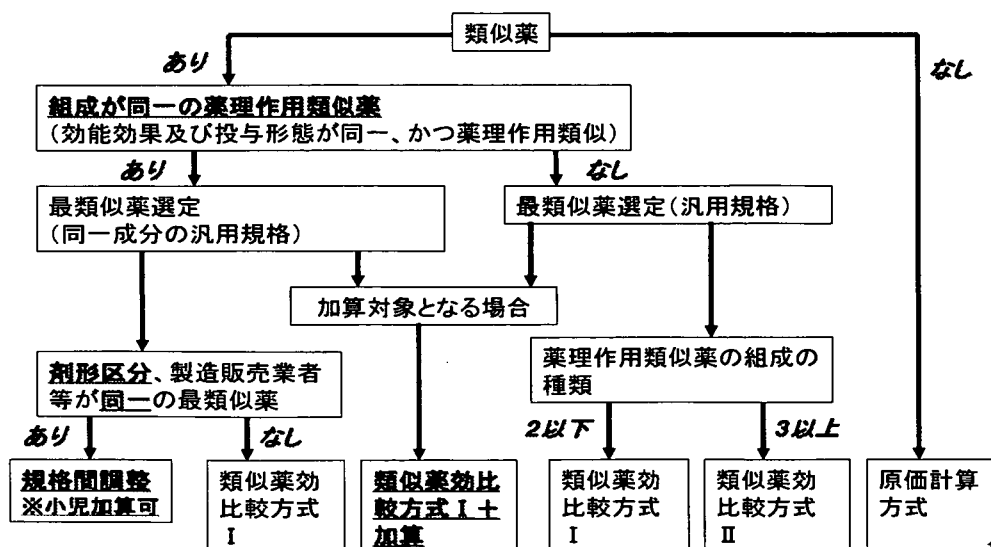 類似薬
あり
なし
組成が同一の薬理作用類似薬
(効能効果及び投与形態が同一、かつ薬理作用類似)
あり
なし
最類似薬選定
(同一成分の汎用規格)
最類似薬選定(汎用規格)
加算対象となる場合
剤形区分、製造販売業者
等が同一の最類似薬
薬理作用類似薬の組成の
種類
あり
なし
2以下
3以上
規格間調整
※小児加算可
類似薬効
比較方式
Ⅰ
類似薬効比
較方式Ⅰ+
加算
類似薬効
比較方式
Ⅰ
類似薬効
比較方式
Ⅱ
原価計算
方式